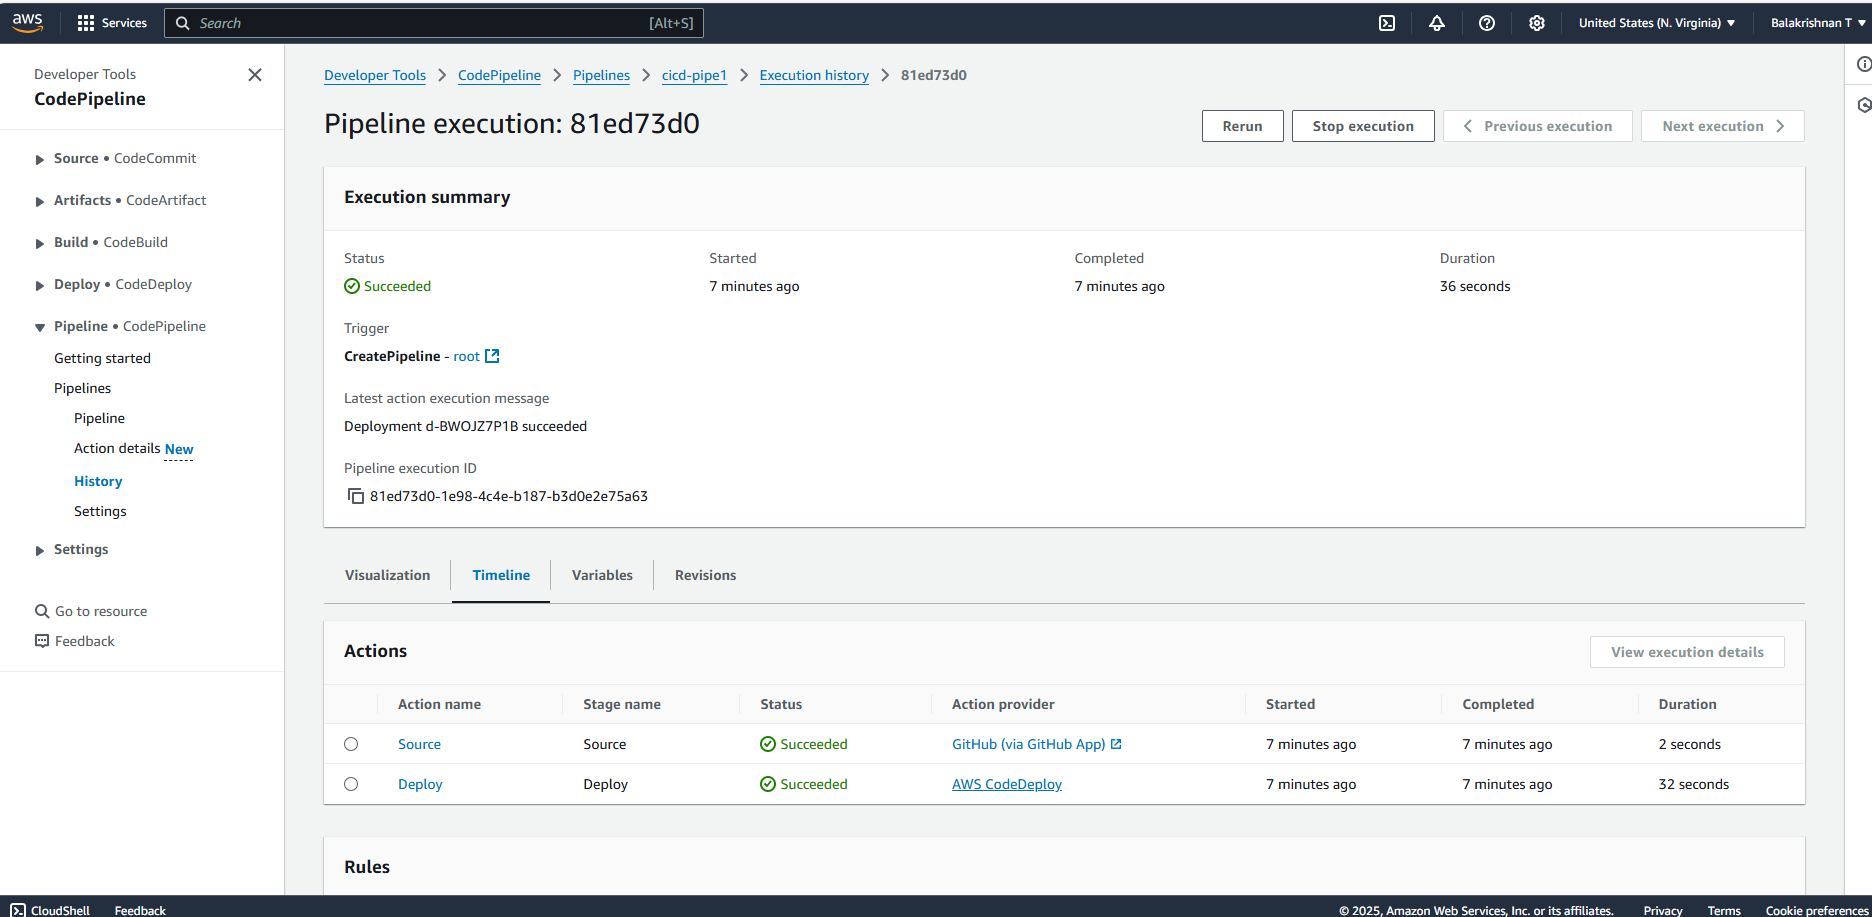 aws
Services
Search
[Alt+S]
United States (N. Virginia)
Balakrishnan T
Developer Tools
CodePipeline
Source • CodeCommit
Artifacts • CodeArtifact
Build • CodeBuild
Deploy • CodeDeploy
Pipeline • CodePipeline
Getting started
Pipelines
Pipeline
Action details New
History
Settings
Settings
Go to resource
Feedback
Developer Tools > CodePipeline > Pipelines > cicd-pipe1 > Execution history > 81ed73d0
Pipeline execution: 81ed73d0
Rerun
Stop execution
Previous execution
Next execution
Execution summary
Status
Succeeded
Started
7 minutes ago
Completed
7 minutes ago
Duration
36 seconds
Trigger
CreatePipeline - root
Latest action execution message
Deployment d-BWOJZ7P1B succeeded
Pipeline execution ID
81ed73d0-1e98-4c4e-b187-b3d0e2e75a63
Visualization
Timeline
Variables
Revisions
Actions
View execution details
Action name Stage name Status Action provider Started Completed Duration
Source Source Succeeded GitHub (via GitHub App) 7 minutes ago 7 minutes ago 2 seconds
Deploy Deploy Succeeded AWS CodeDeploy 7 minutes ago 7 minutes ago 32 seconds
Rules
CloudShell
Feedback
© 2025, Amazon Web Services, Inc. or its affiliates.
Privacy
Terms
Cookie preferences